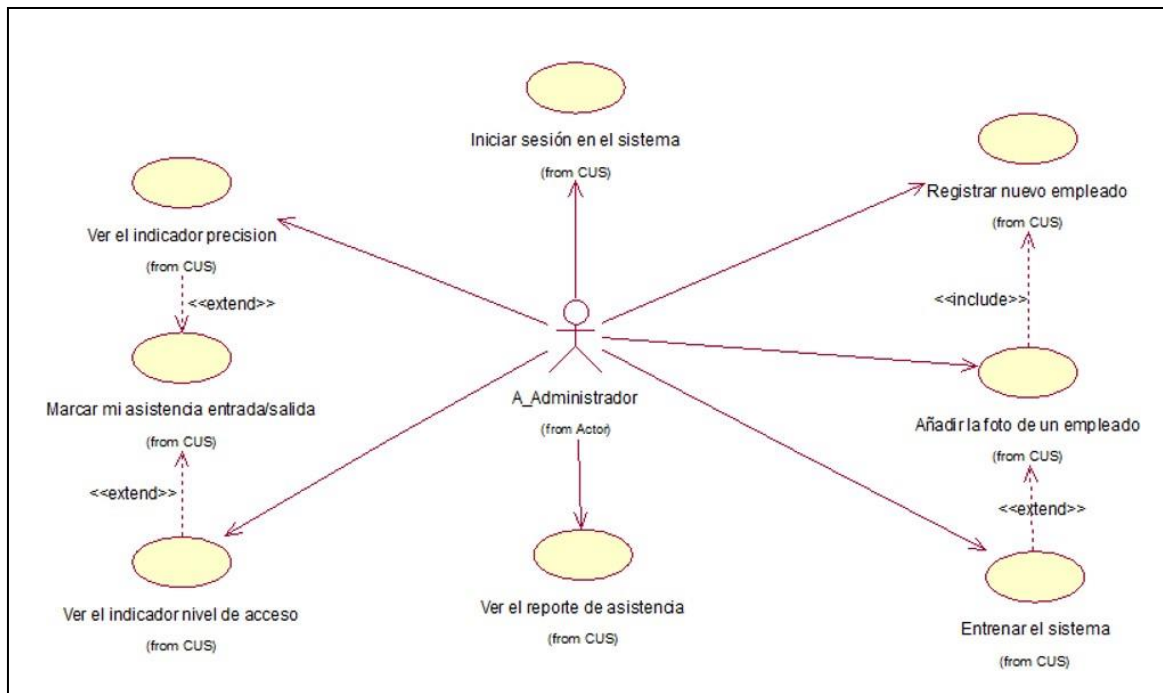 Iniciar sesión en el sistema
(from CUS)
Registrar nuevo empleado
(from CUS)
Ver el indicador precision
(from CUS)
<<extend>>
<<include>>
Marcar mi asistencia entrada/salida
(from CUS)
A_Administrador
(from Actor)
Añadir la foto de un empleado
(from CUS)
<<extend>>
<<extend>>
Ver el indicador nivel de acceso
(from CUS)
Ver el reporte de asistencia
(from CUS)
Entrenar el sistema
(from CUS)